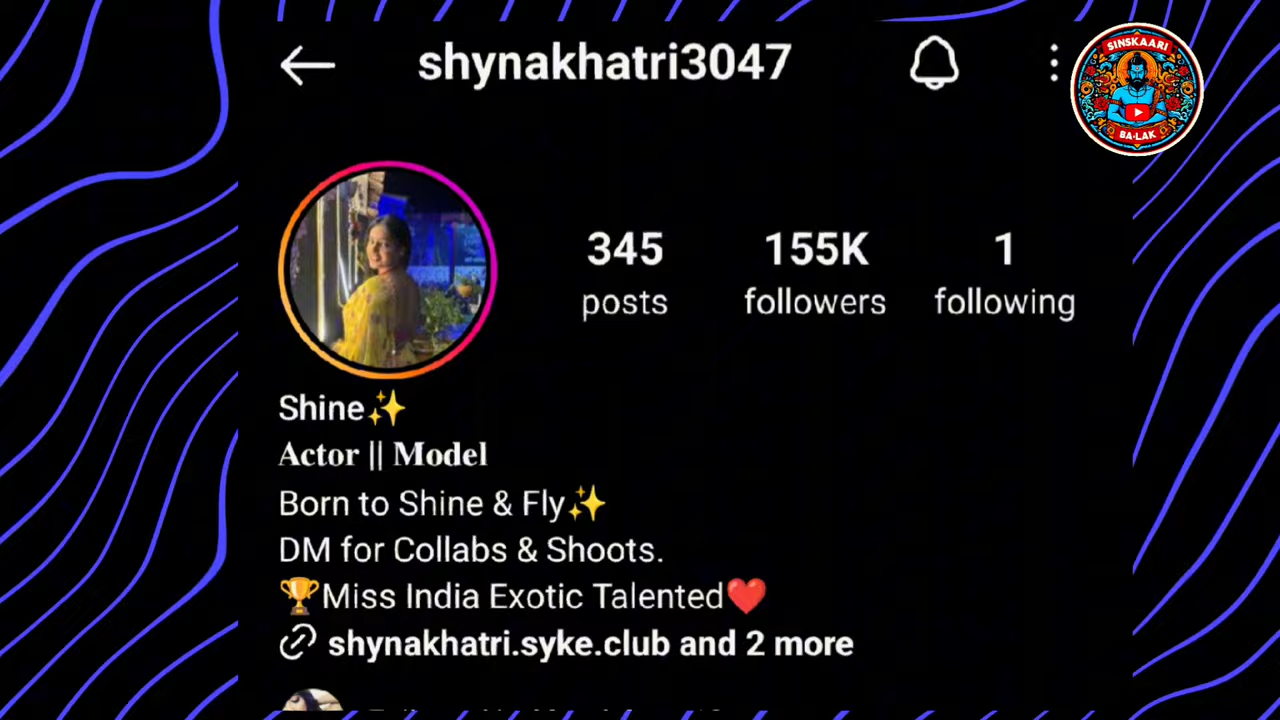 shynakhatri3047
SINSKAARI
BA-LAK
345 155K 1
posts followers following
Shine✨
Actor || Model
Born to Shine & Fly✨
DM for Collabs & Shoots.
🏆Miss India Exotic Talented❤️
shynakhatri.syke.club and 2 more